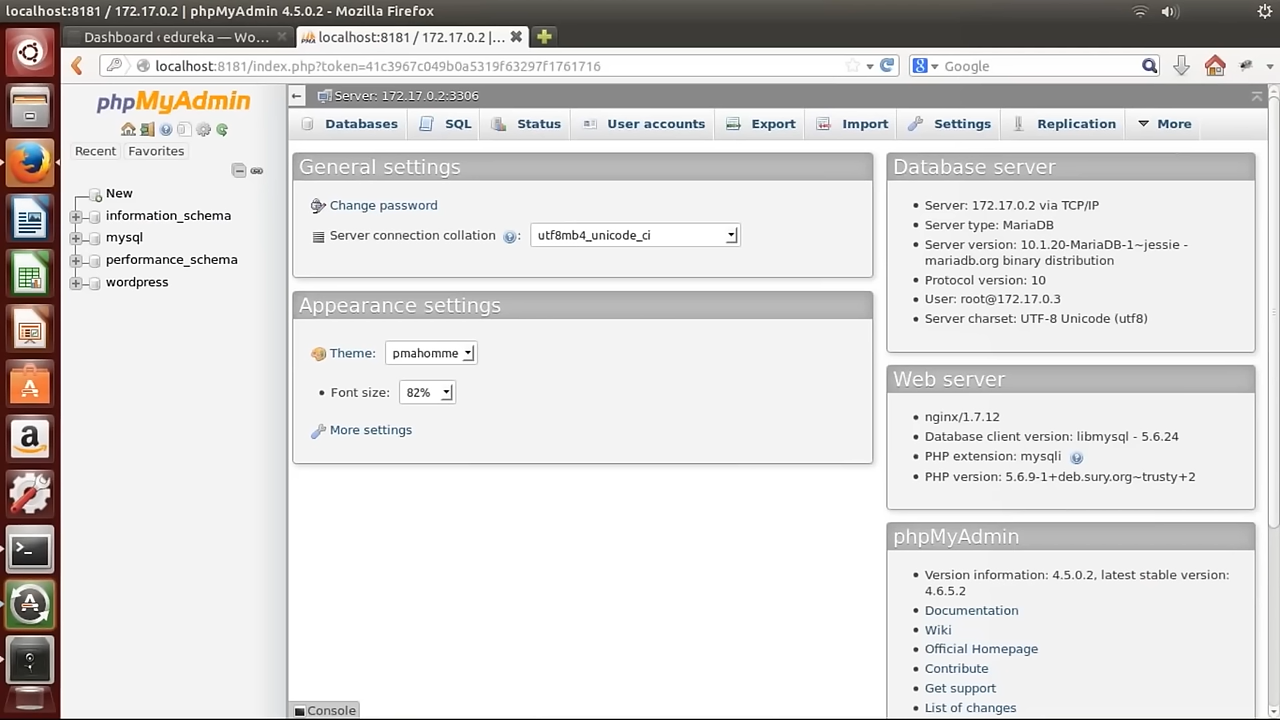 localhost:8181 / 172.17.0.2 | phpMyAdmin 4.5.0.2 - Mozilla Firefox
Dashboard ‹ edureka — Wo...
localhost:8181 / 172.17.0.2 |...
localhost:8181/index.php?token=41c3967c049b0a5319f63297f1761716
Google
phpMyAdmin
Recent
Favorites
New
information_schema
mysql
performance_schema
wordpress
Server: 172.17.0.2:3306
Databases
SQL
Status
User accounts
Export
Import
Settings
Replication
More
General settings
Change password
Server connection collation
:
utf8mb4_unicode_ci
Appearance settings
Theme:
pmahomme
Font size:
82%
More settings
Database server
Server: 172.17.0.2 via TCP/IP
Server type: MariaDB
Server version: 10.1.20-MariaDB-1~jessie -
mariadb.org binary distribution
Protocol version: 10
User: root@172.17.0.3
Server charset: UTF-8 Unicode (utf8)
Web server
nginx/1.7.12
Database client version: libmysql - 5.6.24
PHP extension: mysqli
PHP version: 5.6.9-1+deb.sury.org~trusty+2
phpMyAdmin
Version information: 4.5.0.2, latest stable version:
4.6.5.2
Documentation
Wiki
Official Homepage
Contribute
Get support
List of changes
Console